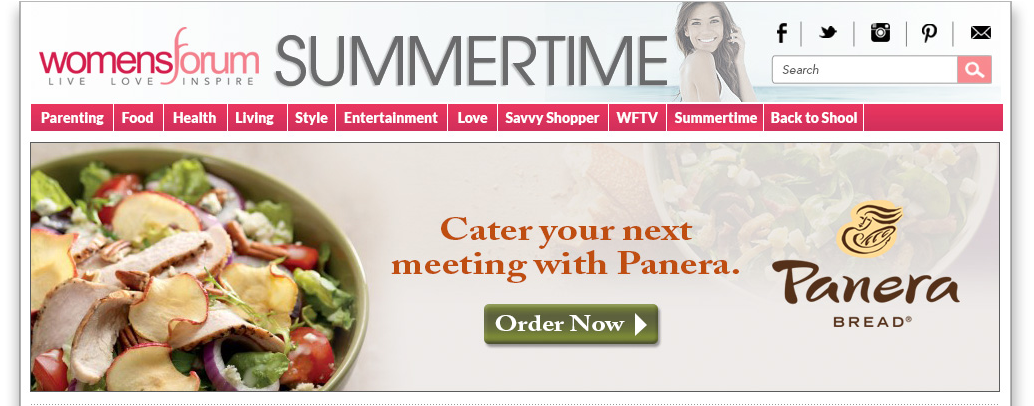 womensforum
LIVE LOVE INSPIRE
SUMMERTIME
Search
Parenting Food Health Living Style Entertainment Love Savvy Shopper WFTV Summertime Back to Shool
Cater your next
meeting with Panera.
Order Now
Panera
BREAD®